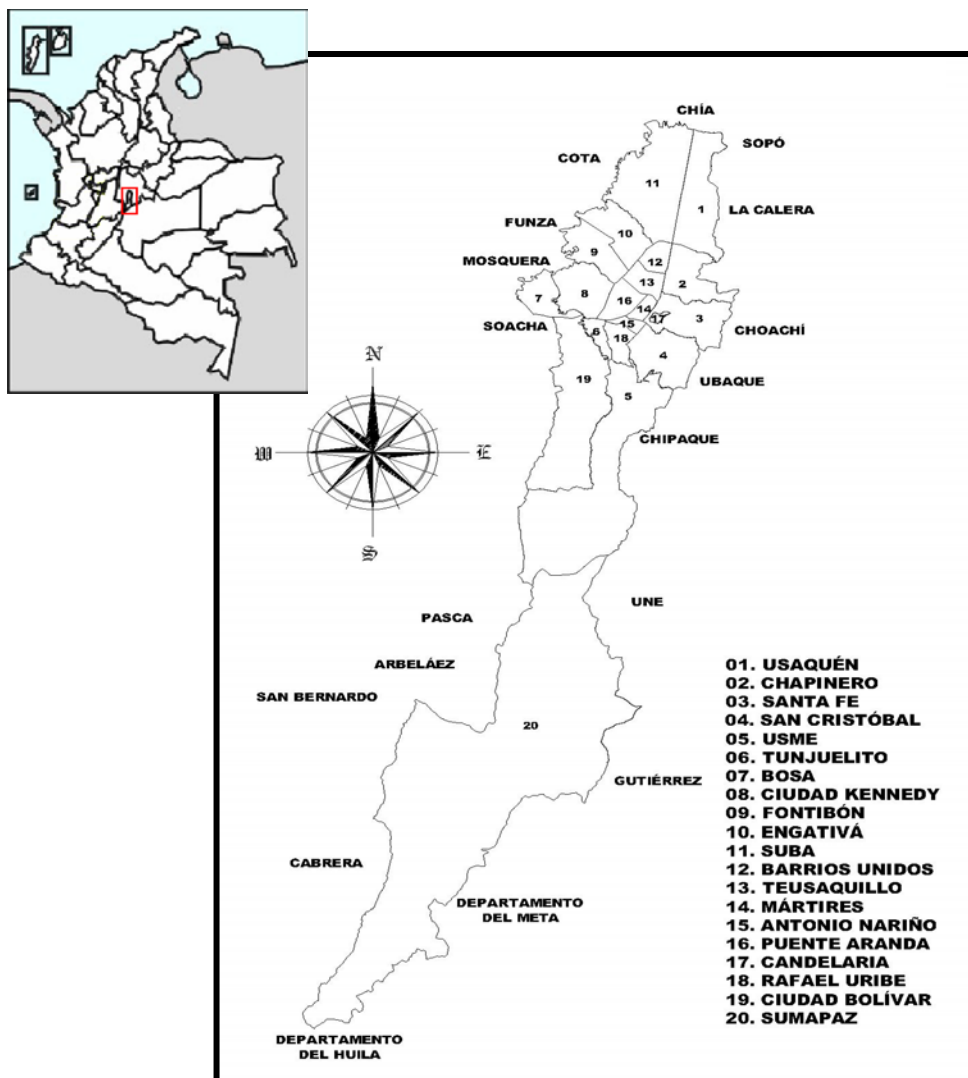 CHÍA
SOPÓ
COTA
11
1
LA CALERA
FUNZA
10
9
12
MOSQUERA
2
13
7
8
16
14
17
3
SOACHA
15
6
18
CHOACHÍ
4
19
UBAQUE
5
N
W
E
S
CHIPAQUE
UNE
PASCA
ARBELÁEZ
SAN BERNARDO
20
GUTIÉRREZ
CABRERA
DEPARTAMENTO
DEL META
DEPARTAMENTO
DEL HUILA
01. USAQUÉN
02. CHAPINERO
03. SANTA FE
04. SAN CRISTÓBAL
05. USME
06. TUNJUELITO
07. BOSA
08. CIUDAD KENNEDY
09. FONTIBÓN
10. ENGATIVÁ
11. SUBA
12. BARRIOS UNIDOS
13. TEUSAQUILLO
14. MÁRTIRES
15. ANTONIO NARIÑO
16. PUENTE ARANDA
17. CANDELARIA
18. RAFAEL URIBE
19. CIUDAD BOLÍVAR
20. SUMAPAZ